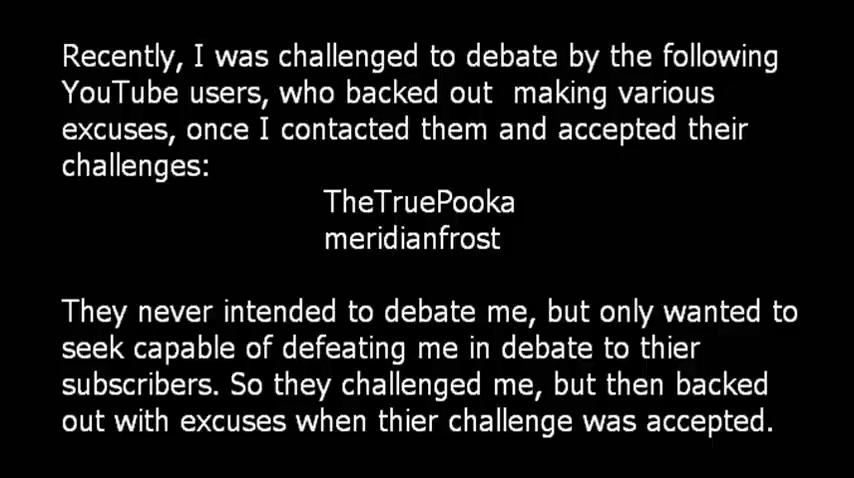 Recently, I was challenged to debate by the following
YouTube users, who backed out  making various
excuses, once I contacted them and accepted their
challenges:
TheTruePooka
meridianfrost
They never intended to debate me, but only wanted to
seek capable of defeating me in debate to thier
subscribers. So they challenged me, but then backed
out with excuses when thier challenge was accepted.